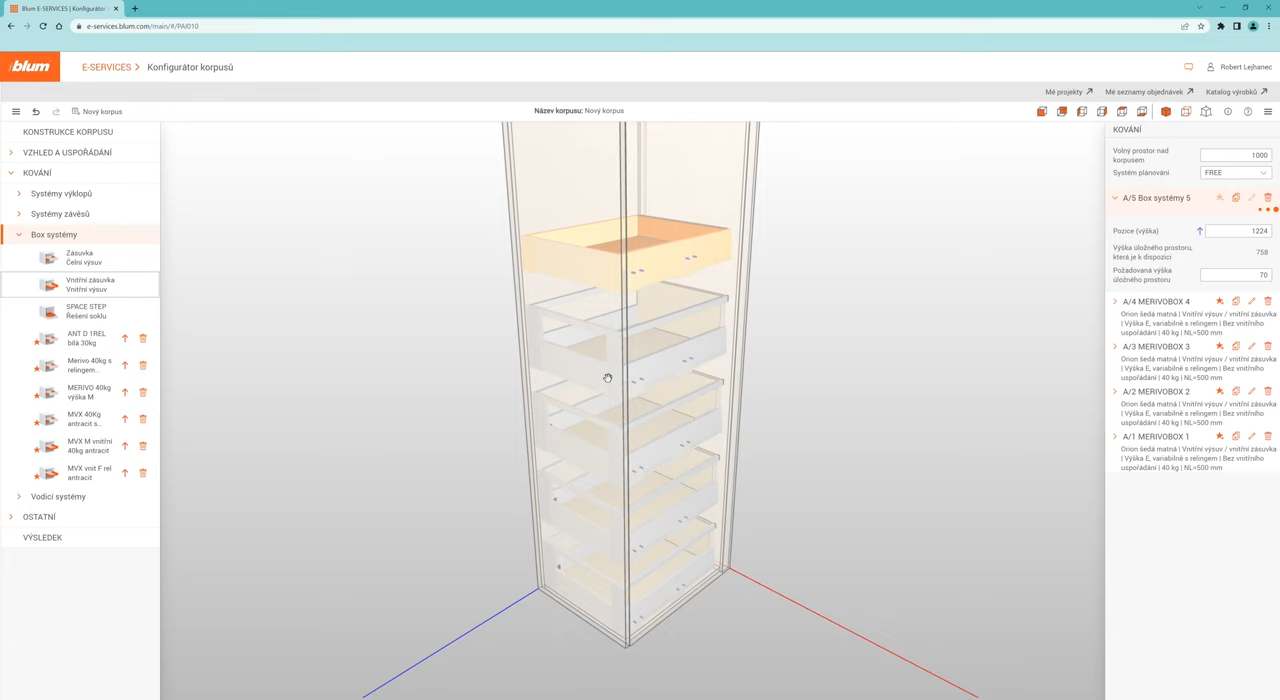 Blum E-SERVICES | Konfigurátor
e-services.blum.com/main/#/PAI010
blum
E-SERVICES
Konfigurátor korpusů
Robert Lejhanec
Mé projekty
Mé seznamy objednávek
Katalog výrobků
Nový korpus
Název korpusu: Nový korpus
KONSTRUKCE KORPUSU
VZHLED A USPOŘÁDÁNÍ
KOVÁNÍ
Systémy výklopů
Systémy závěsů
Box systémy
Zásuvka
Čelní výsuv
Vnitřní zásuvka
Vnitřní výsuv
SPACE STEP
Řešení soklu
ANT D 1REL
bílá 30kg
Merivo 40kg s
relingem...
MERIVO 40kg
výška M
MVX 40Kg
antracit s...
MVX M vnitřní
40kg antracit
MVX vnit F rel
antracit
Vodicí systémy
OSTATNÍ
VÝSLEDEK
KOVÁNÍ
Volný prostor nad
korpusem
1000
Systém plánování
FREE
A/5 Box systémy 5
Pozice (výška)
1224
Výška úložného prostoru,
která je k dispozici
758
Požadovaná výška
úložného prostoru
70
A/4 MERIVOBOX 4
Orion šedá matná | Vnitřní výsuv / vnitřní zásuvka
| Výška E, variabilně s relingem | Bez vnitřního
uspořádání | 40 kg | NL=500 mm
A/3 MERIVOBOX 3
Orion šedá matná | Vnitřní výsuv / vnitřní zásuvka
| Výška E, variabilně s relingem | Bez vnitřního
uspořádání | 40 kg | NL=500 mm
A/2 MERIVOBOX 2
Orion šedá matná | Vnitřní výsuv / vnitřní zásuvka
| Výška E, variabilně s relingem | Bez vnitřního
uspořádání | 40 kg | NL=500 mm
A/1 MERIVOBOX 1
Orion šedá matná | Vnitřní výsuv / vnitřní zásuvka
| Výška E, variabilně s relingem | Bez vnitřního
uspořádání | 40 kg | NL=500 mm